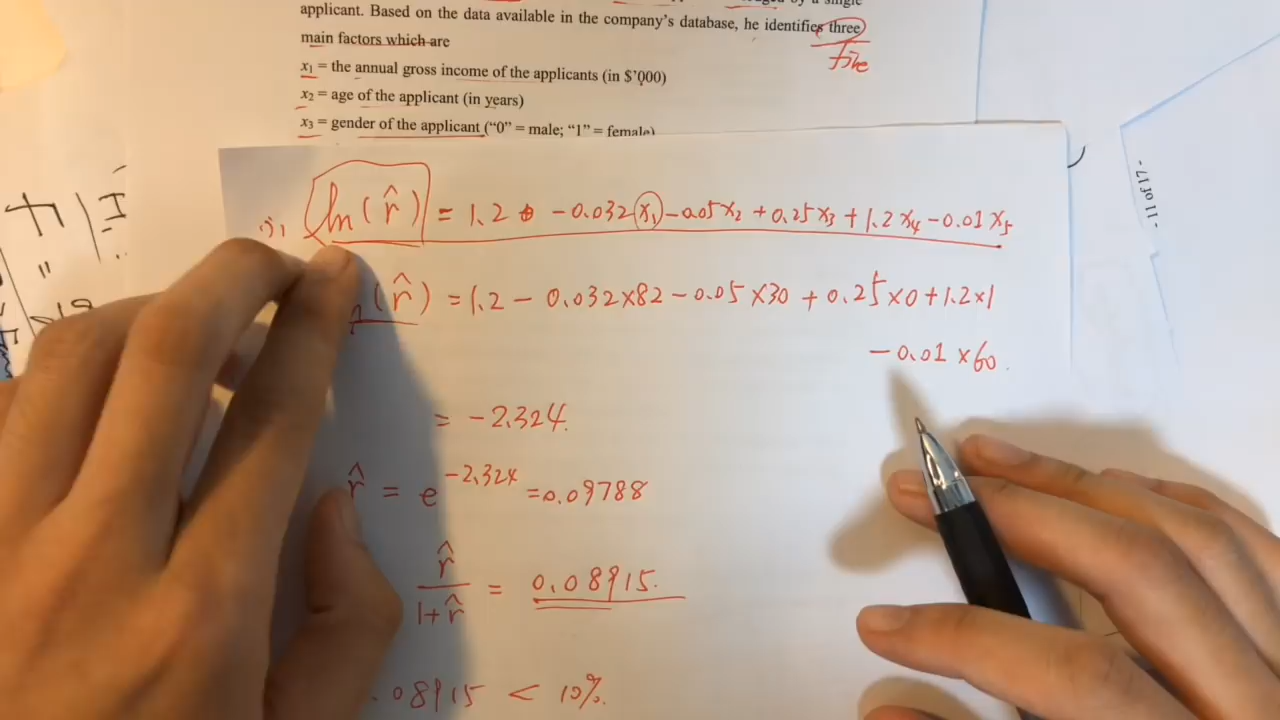 applicant. Based on the data available in the company's database, he identifies three
main factors which are
five
x₁ = the annual gross income of the applicants (in $'000)
x₂ = age of the applicant (in years)
x₃ = gender of the applicant ("0" = male; "1" = female)
ln(r̂) = 1.2 - 0.032x₁ - 0.05x₂ + 0.25x₃ + 1.2x₄ - 0.01x₅
(r̂) = 1.2 - 0.032×82 - 0.05×30 + 0.25×0 + 1.2×1
- 0.01×60.
= -2.324.
r̂ = e^-2.324 = 0.09788
r̂/1+r̂ = 0.08915.
.08915 < 10%.
- 11 of 17 -